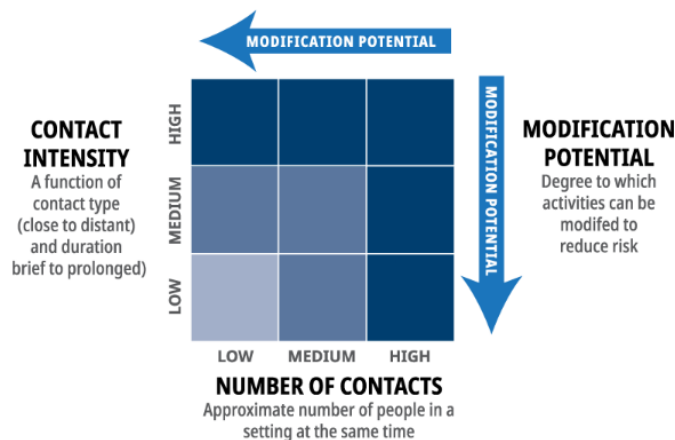 MODIFICATION POTENTIAL
CONTACT
INTENSITY
A function of
contact type
(close to distant)
and duration
brief to prolonged)
HIGH
MEDIUM
LOW
MODIFICATION POTENTIAL
MODIFICATION
POTENTIAL
Degree to which
activities can be
modifed to
reduce risk
LOW
MEDIUM
HIGH
NUMBER OF CONTACTS
Approximate number of people in a
setting at the same time